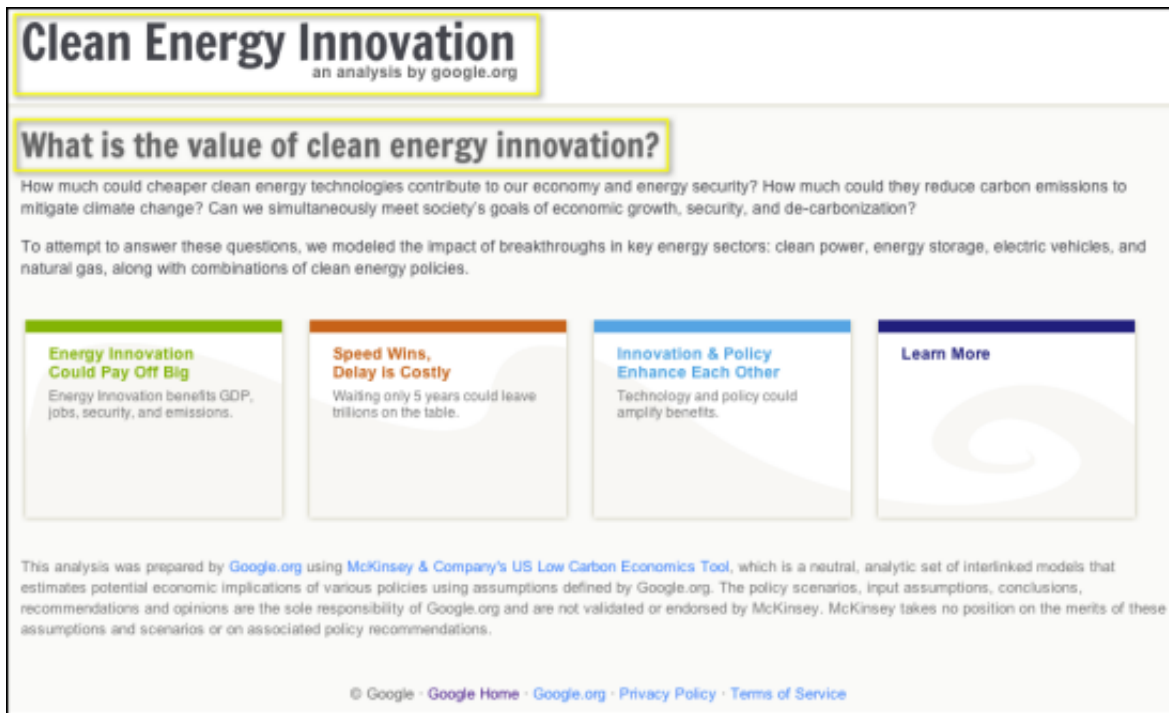 Clean Energy Innovation
an analysis by google.org
What is the value of clean energy innovation?
How much could cheaper clean energy technologies contribute to our economy and energy security? How much could they reduce carbon emissions to
mitigate climate change? Can we simultaneously meet society's goals of economic growth, security, and de-carbonization?
To attempt to answer these questions, we modeled the impact of breakthroughs in key energy sectors: clean power, energy storage, electric vehicles, and
natural gas, along with combinations of clean energy policies.
Energy Innovation
Could Pay Off Big
Energy Innovation benefits GDP,
jobs, security, and emissions.
Speed Wins,
Delay is Costly
Waiting only 5 years could leave
trillions on the table.
Innovation & Policy
Enhance Each Other
Technology and policy could
amplify benefits.
Learn More
This analysis was prepared by Google.org using McKinsey & Company's US Low Carbon Economics Tool, which is a neutral, analytic set of interlinked models that
estimates potential economic implications of various policies using assumptions defined by Google.org. The policy scenarios, input assumptions, conclusions,
recommendations and opinions are the sole responsibility of Google.org and are not validated or endorsed by McKinsey. McKinsey takes no position on the merits of these
assumptions and scenarios or on associated policy recommendations.
© Google · Google Home · Google.org · Privacy Policy · Terms of Service